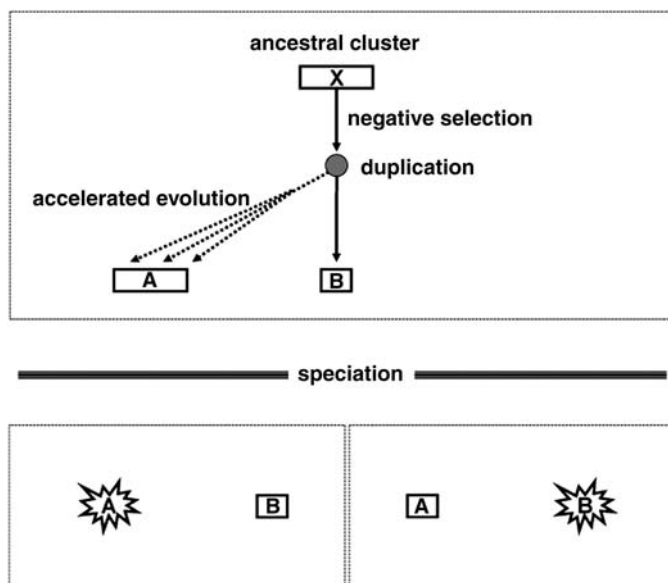 ancestral cluster
X
negative selection
duplication
accelerated evolution
A
B
speciation
A
B
A
B